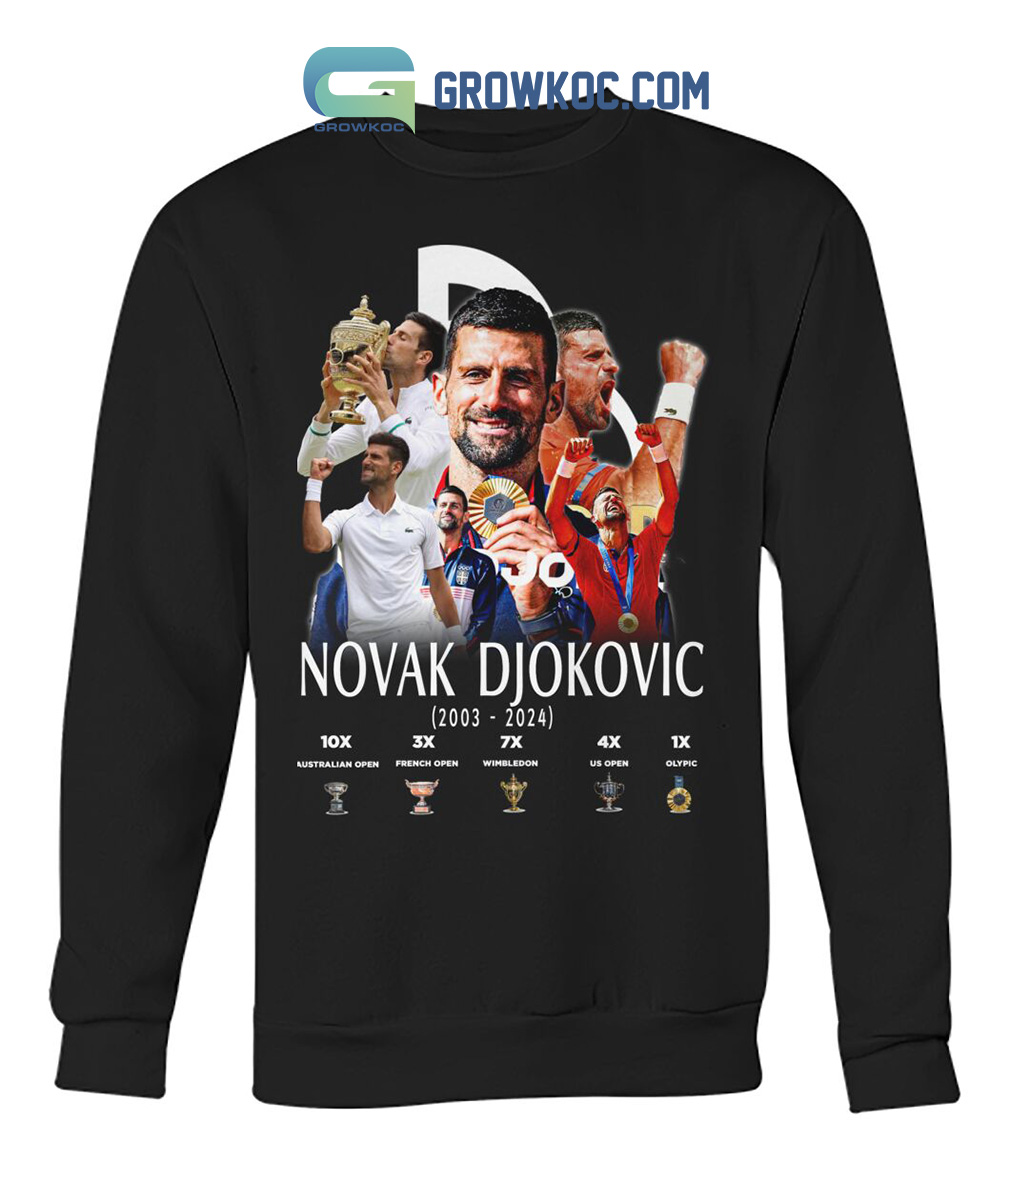 GROWKOC.COM
GROWKOC
NOVAK DJOKOVIC
(2003 - 2024)
10X 3X 7X 4X 1X
AUSTRALIAN OPEN FRENCH OPEN WIMBLEDON US OPEN OLYPIC